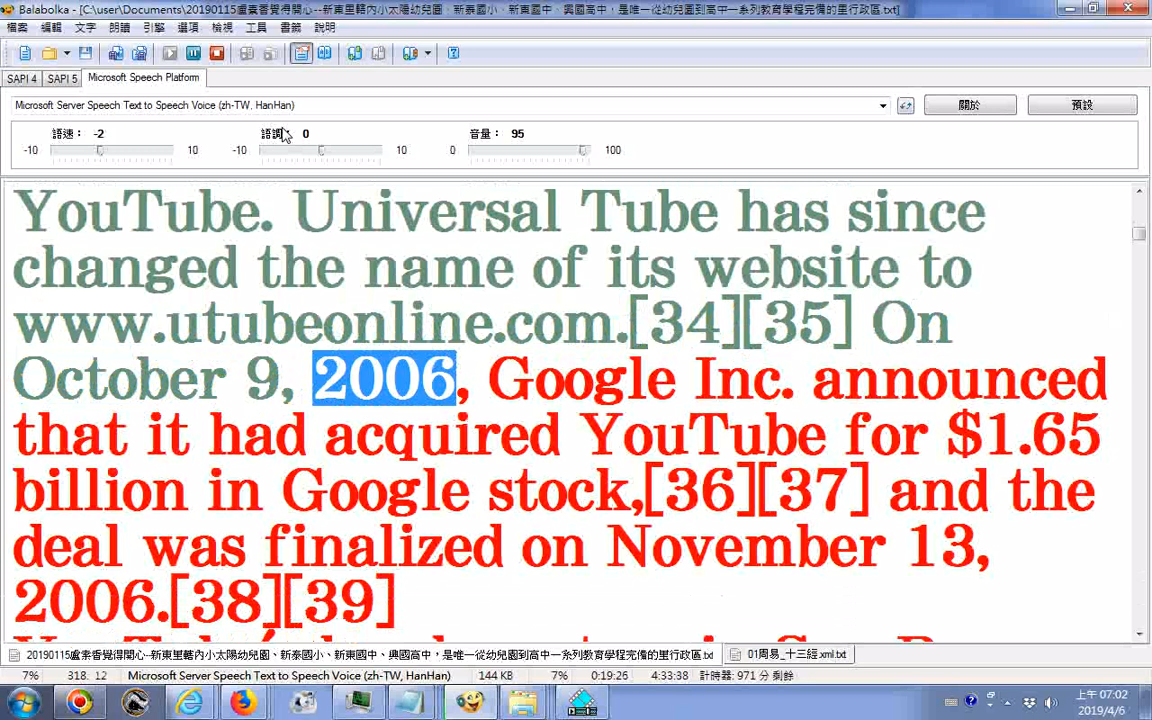 Balabolka - [C:\user\Documents\20190115盧素香覺得開心--新東里轄內小太陽幼兒園、新泰國小、新東國中、興國高中，是唯一從幼兒園到高中一系列教育學程完備的里行政區.txt]
檔案 編輯 文字 朗讀 引擎 選項 檢視 工具 書籤 說明
SAPI 4 SAPI 5 Microsoft Speech Platform
Microsoft Server Speech Text to Speech Voice (zh-TW, HanHan) 關於 預設
語速： -2 語調： 0 音量： 95
-10 10 -10 10 0 100
YouTube. Universal Tube has since
changed the name of its website to
www.utubeonline.com.[34][35] On
October 9, 2006, Google Inc. announced
that it had acquired YouTube for $1.65
billion in Google stock,[36][37] and the
deal was finalized on November 13,
2006.[38][39]
20190115盧素香覺得開心--新東里轄內小太陽幼兒園、新泰國小、新東國中、興國高中，是唯一從幼兒園到高中一系列教育學程完備的里行政區.txt 01周易_十三經.xml.txt
7% 318. 12 Microsoft Server Speech Text to Speech Voice (zh-TW, HanHan) 144 KB 7% 0:19:26 4:33:38 計時器: 971 分 剩餘
上午 07:02
2019/4/6